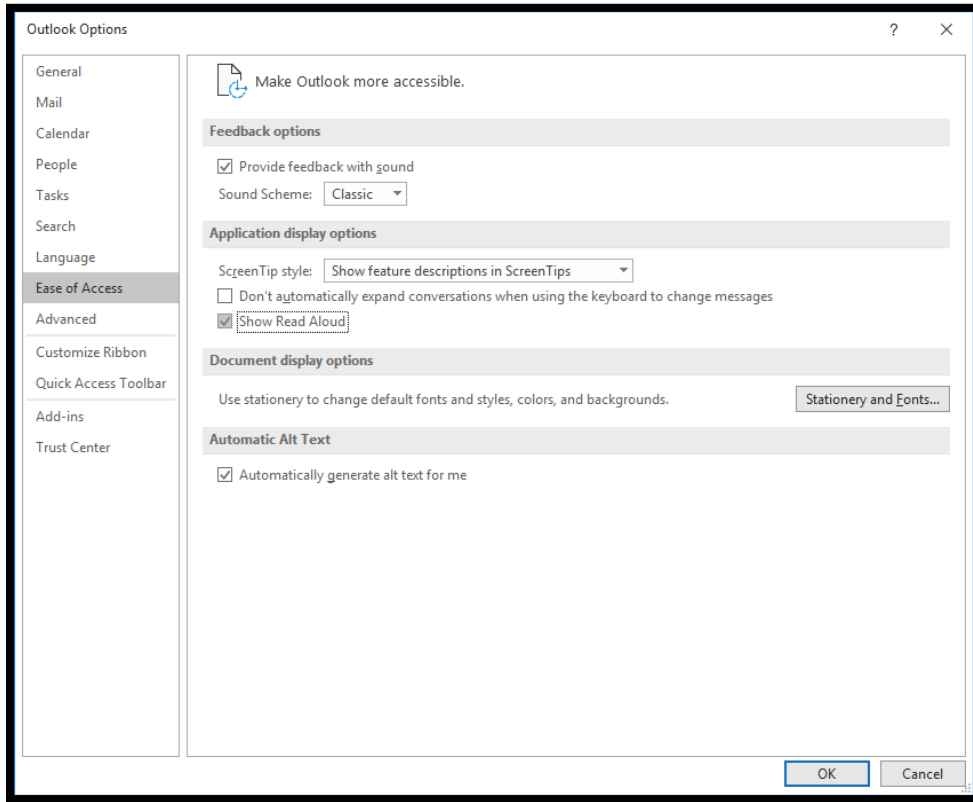 Outlook Options
?
General
Mail
Calendar
People
Tasks
Search
Language
Ease of Access
Advanced
Customize Ribbon
Quick Access Toolbar
Add-ins
Trust Center
Make Outlook more accessible.
Feedback options
Provide feedback with sound
Sound Scheme: Classic
Application display options
ScreenTip style: Show feature descriptions in ScreenTips
Don't automatically expand conversations when using the keyboard to change messages
Show Read Aloud
Document display options
Use stationery to change default fonts and styles, colors, and backgrounds. Stationery and Fonts...
Automatic Alt Text
Automatically generate alt text for me
OK Cancel